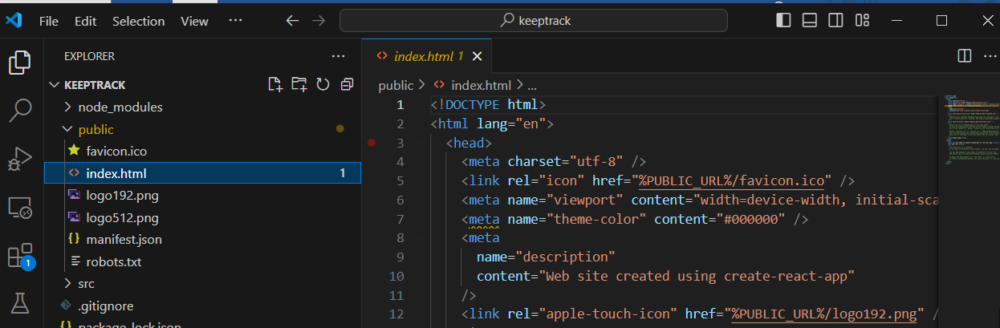 File Edit Selection View ··· keeptrack
EXPLORER ···
KEEPTRACK
node_modules
public
favicon.ico
index.html 1
logo192.png
logo512.png
manifest.json
robots.txt
src
.gitignore
package-lock.json
1
index.html 1
public > index.html > ...
1 <!DOCTYPE html>
2 <html lang="en">
3 <head>
4 <meta charset="utf-8" />
5 <link rel="icon" href="%PUBLIC_URL%/favicon.ico" />
6 <meta name="viewport" content="width=device-width, initial-sca
7 <meta name="theme-color" content="#000000" />
8 <meta
9 name="description"
10 content="Web site created using create-react-app"
11 />
12 <link rel="apple-touch-icon" href="%PUBLIC_URL%/logo192.png" /